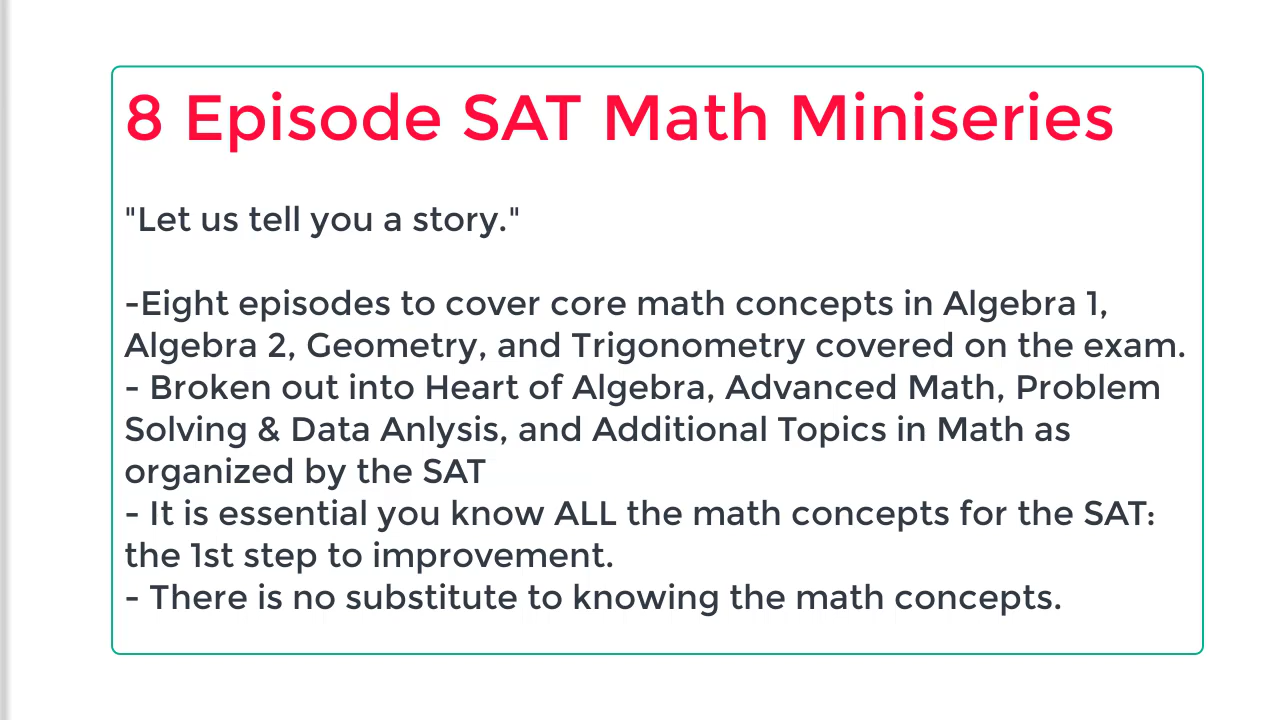 8 Episode SAT Math Miniseries
"Let us tell you a story."
-Eight episodes to cover core math concepts in Algebra 1,
Algebra 2, Geometry, and Trigonometry covered on the exam.
- Broken out into Heart of Algebra, Advanced Math, Problem
Solving & Data Anlysis, and Additional Topics in Math as
organized by the SAT
- It is essential you know ALL the math concepts for the SAT:
the 1st step to improvement.
- There is no substitute to knowing the math concepts.